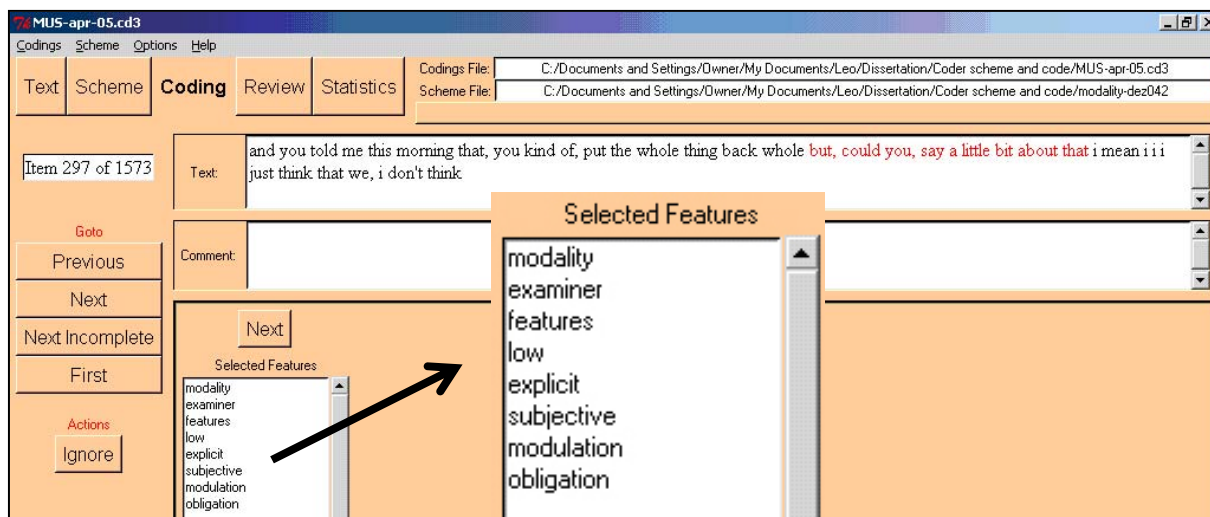 MUS-apr-05.cd3
Codings Scheme Options Help
Text Scheme Coding Review Statistics
Codings File: C:/Documents and Settings/Owner/My Documents/Leo/Dissertation/Coder scheme and code/MUS-apr-05.cd3
Scheme File: C:/Documents and Settings/Owner/My Documents/Leo/Dissertation/Coder scheme and code/modality-dez042
Item 297 of 1573
Text:
and you told me this morning that, you kind of, put the whole thing back whole but, could you, say a little bit about that i mean i i i
just think that we, i don't think
Goto
Previous
Next
Next Incomplete
First
Actions
Ignore
Comment:
Next
Selected Features
modality
examiner
features
low
explicit
subjective
modulation
obligation
Selected Features
modality
examiner
features
low
explicit
subjective
modulation
obligation